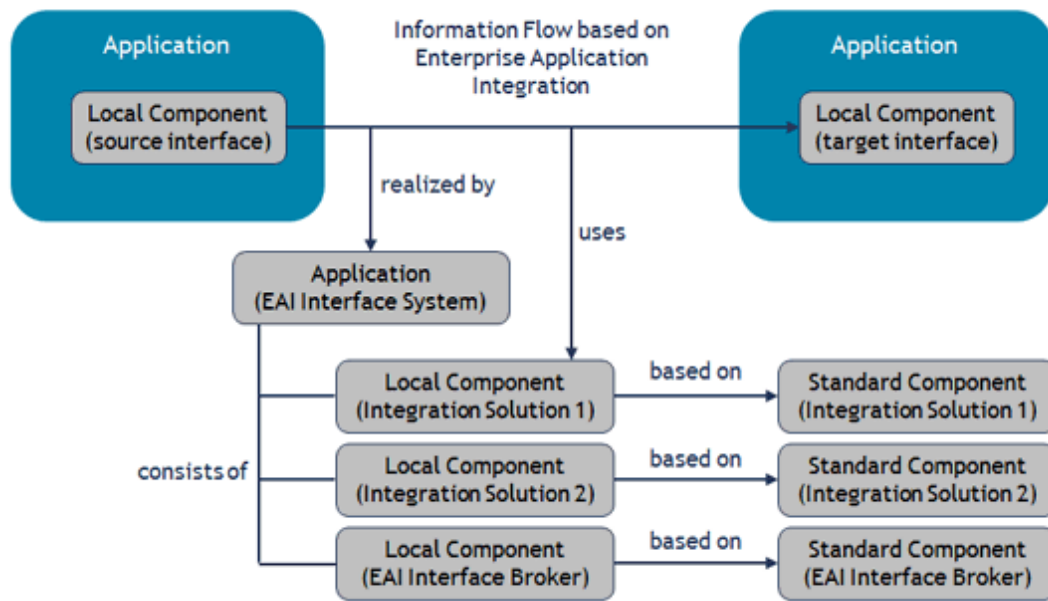 Application
Information Flow based on
Enterprise Application
Integration
Application
Local Component
(source interface)
Local Component
(target interface)
realized by
uses
Application
(EAI Interface System)
Local Component
(Integration Solution 1)
based on
Standard Component
(Integration Solution 1)
consists of
Local Component
(Integration Solution 2)
based on
Standard Component
(Integration Solution 2)
Local Component
(EAI Interface Broker)
based on
Standard Component
(EAI Interface Broker)